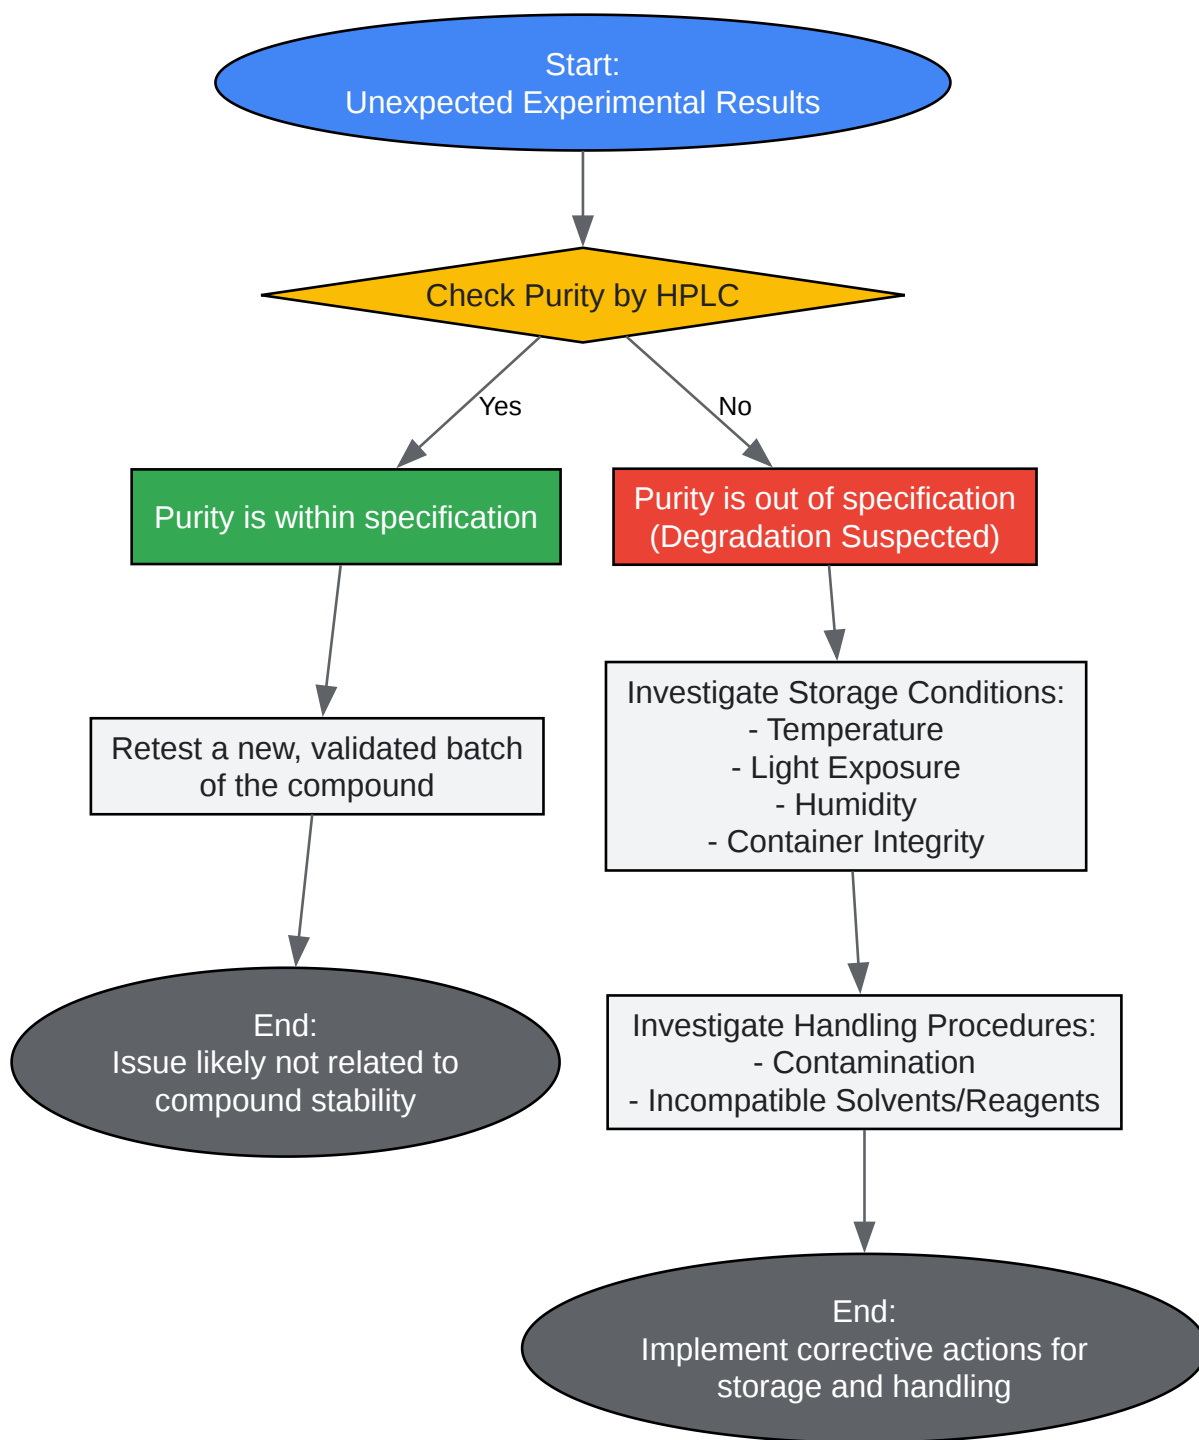 Start:
Unexpected Experimental Results
Check Purity by HPLC
Yes
No
Purity is within specification
Purity is out of specification
(Degradation Suspected)
Retest a new, validated batch
of the compound
Investigate Storage Conditions:
- Temperature
- Light Exposure
- Humidity
- Container Integrity
End:
Issue likely not related to
compound stability
Investigate Handling Procedures:
- Contamination
- Incompatible Solvents/Reagents
End:
Implement corrective actions for
storage and handling